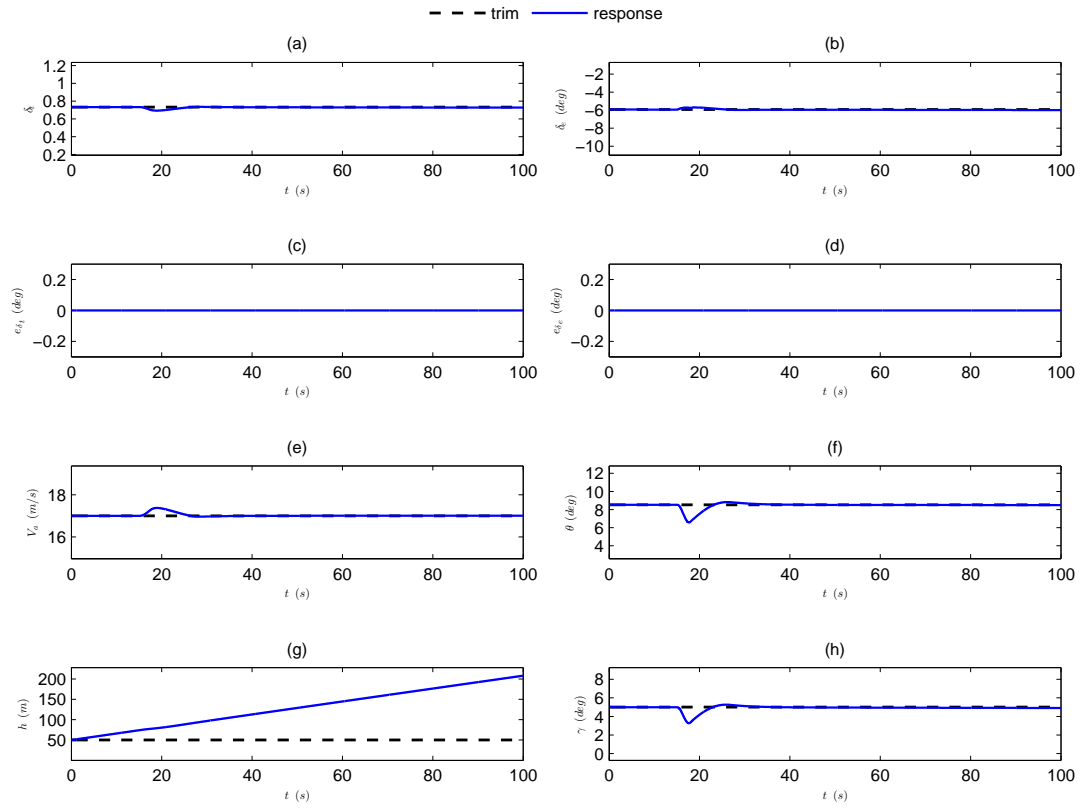 trim response
(a)
(b)
δt
1.2
1
0.8
0.6
0.4
0.2
0 20 40 60 80 100
t (s)
δe (deg)
−2
−4
−6
−8
−10
0 20 40 60 80 100
t (s)
(c)
(d)
eδt (deg)
0.2
0
−0.2
0 20 40 60 80 100
t (s)
eδe (deg)
0.2
0
−0.2
0 20 40 60 80 100
t (s)
(e)
(f)
Va (m/s)
18
16
0 20 40 60 80 100
t (s)
θ (deg)
12
10
8
6
4
0 20 40 60 80 100
t (s)
(g)
(h)
h (m)
200
150
100
50
0 20 40 60 80 100
t (s)
γ (deg)
8
6
4
2
0
0 20 40 60 80 100
t (s)